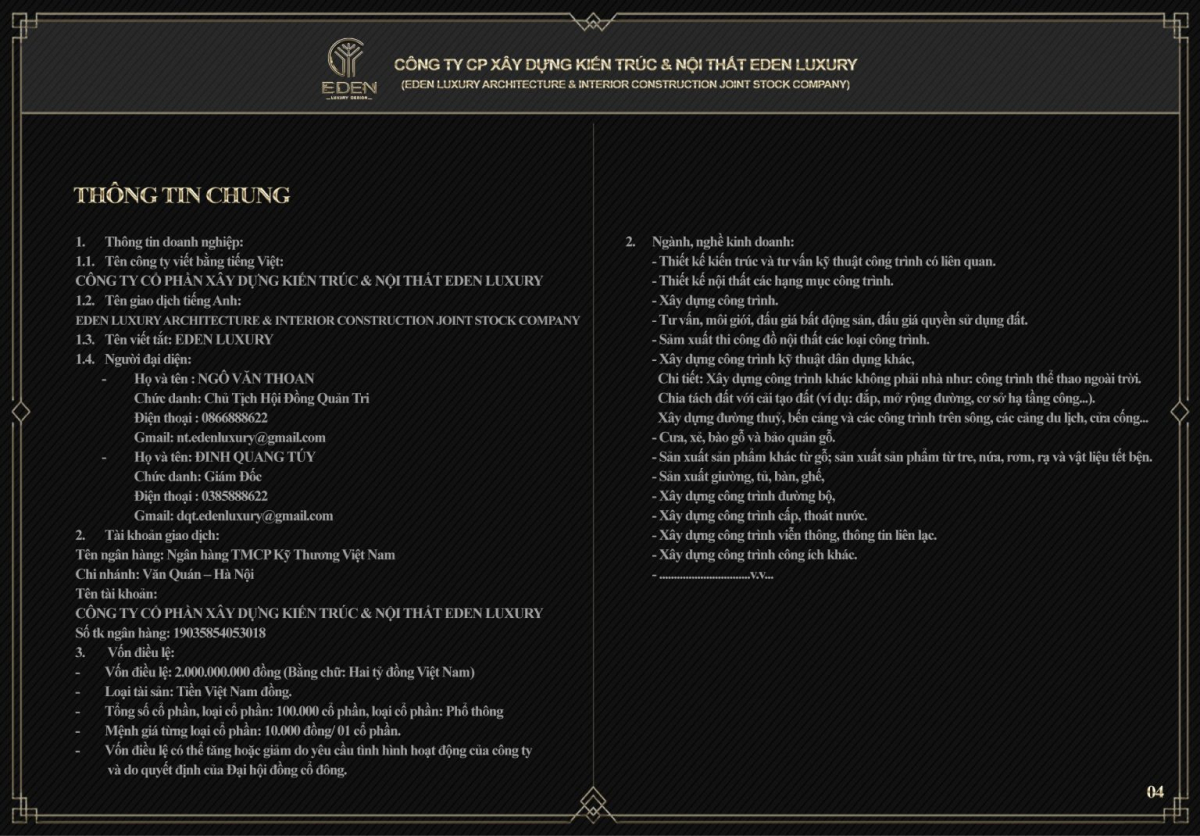 EDEN
LUXURY DESIGN
CÔNG TY CP XÂY DỰNG KIẾN TRÚC & NỘI THẤT EDEN LUXURY
(EDEN LUXURY ARCHITECTURE & INTERIOR CONSTRUCTION JOINT STOCK COMPANY)
THÔNG TIN CHUNG
1. Thông tin doanh nghiệp:
1.1. Tên công ty viết bằng tiếng Việt:
CÔNG TY CỔ PHẦN XÂY DỰNG KIẾN TRÚC & NỘI THẤT EDEN LUXURY
1.2. Tên giao dịch tiếng Anh:
EDEN LUXURY ARCHITECTURE & INTERIOR CONSTRUCTION JOINT STOCK COMPANY
1.3. Tên viết tắt: EDEN LUXURY
1.4. Người đại diện:
- Họ và tên : NGÔ VĂN THOAN
Chức danh: Chủ Tịch Hội Đồng Quản Tri
Điện thoại : 0866888622
Gmail: nt.edenluxury@gmail.com
- Họ và tên: ĐINH QUANG TÚY
Chức danh: Giám Đốc
Điện thoại : 0385888622
Gmail: dqt.edenluxury@gmail.com
2. Tài khoản giao dịch:
Tên ngân hàng: Ngân hàng TMCP Kỹ Thương Việt Nam
Chi nhánh: Văn Quán – Hà Nội
Tên tài khoản:
CÔNG TY CỔ PHẦN XÂY DỰNG KIẾN TRÚC & NỘI THẤT EDEN LUXURY
Số tk ngân hàng: 19035854053018
3. Vốn điều lệ:
- Vốn điều lệ: 2.000.000.000 đồng (Bằng chữ: Hai tỷ đồng Việt Nam)
- Loại tài sản: Tiền Việt Nam đồng.
- Tổng số cổ phần, loại cổ phần: 100.000 cổ phần, loại cổ phần: Phổ thông
- Mệnh giá từng loại cổ phần: 10.000 đồng/ 01 cổ phần.
- Vốn điều lệ có thể tăng hoặc giảm do yêu cầu tình hình hoạt động của công ty
và do quyết định của Đại hội đồng cổ đông.
2. Ngành, nghề kinh doanh:
- Thiết kế kiến trúc và tư vấn kỹ thuật công trình có liên quan.
- Thiết kế nội thất các hạng mục công trình.
- Xây dựng công trình.
- Tư vấn, môi giới, đấu giá bất động sản, đấu giá quyền sử dụng đất.
- Sảm xuất thi công đồ nội thất các loại công trình.
- Xây dựng công trình kỹ thuật dân dụng khác,
Chi tiết: Xây dựng công trình khác không phải nhà như: công trình thể thao ngoài trời.
Chia tách đất với cải tạo đất (ví dụ: đắp, mở rộng đường, cơ sở hạ tầng công...).
Xây dựng đường thuỷ, bến cảng và các công trình trên sông, các cảng du lịch, cửa cống...
- Cưa, xẻ, bào gỗ và bảo quản gỗ.
- Sản xuất sản phẩm khác từ gỗ; sản xuất sản phẩm từ tre, nứa, rơm, rạ và vật liệu tết bện.
- Sản xuất giường, tủ, bàn, ghế,
- Xây dựng công trình đường bộ,
- Xây dựng công trình cấp, thoát nước.
- Xây dựng công trình viễn thông, thông tin liên lạc.
- Xây dựng công trình công ích khác.
- ...............................v.v...
04